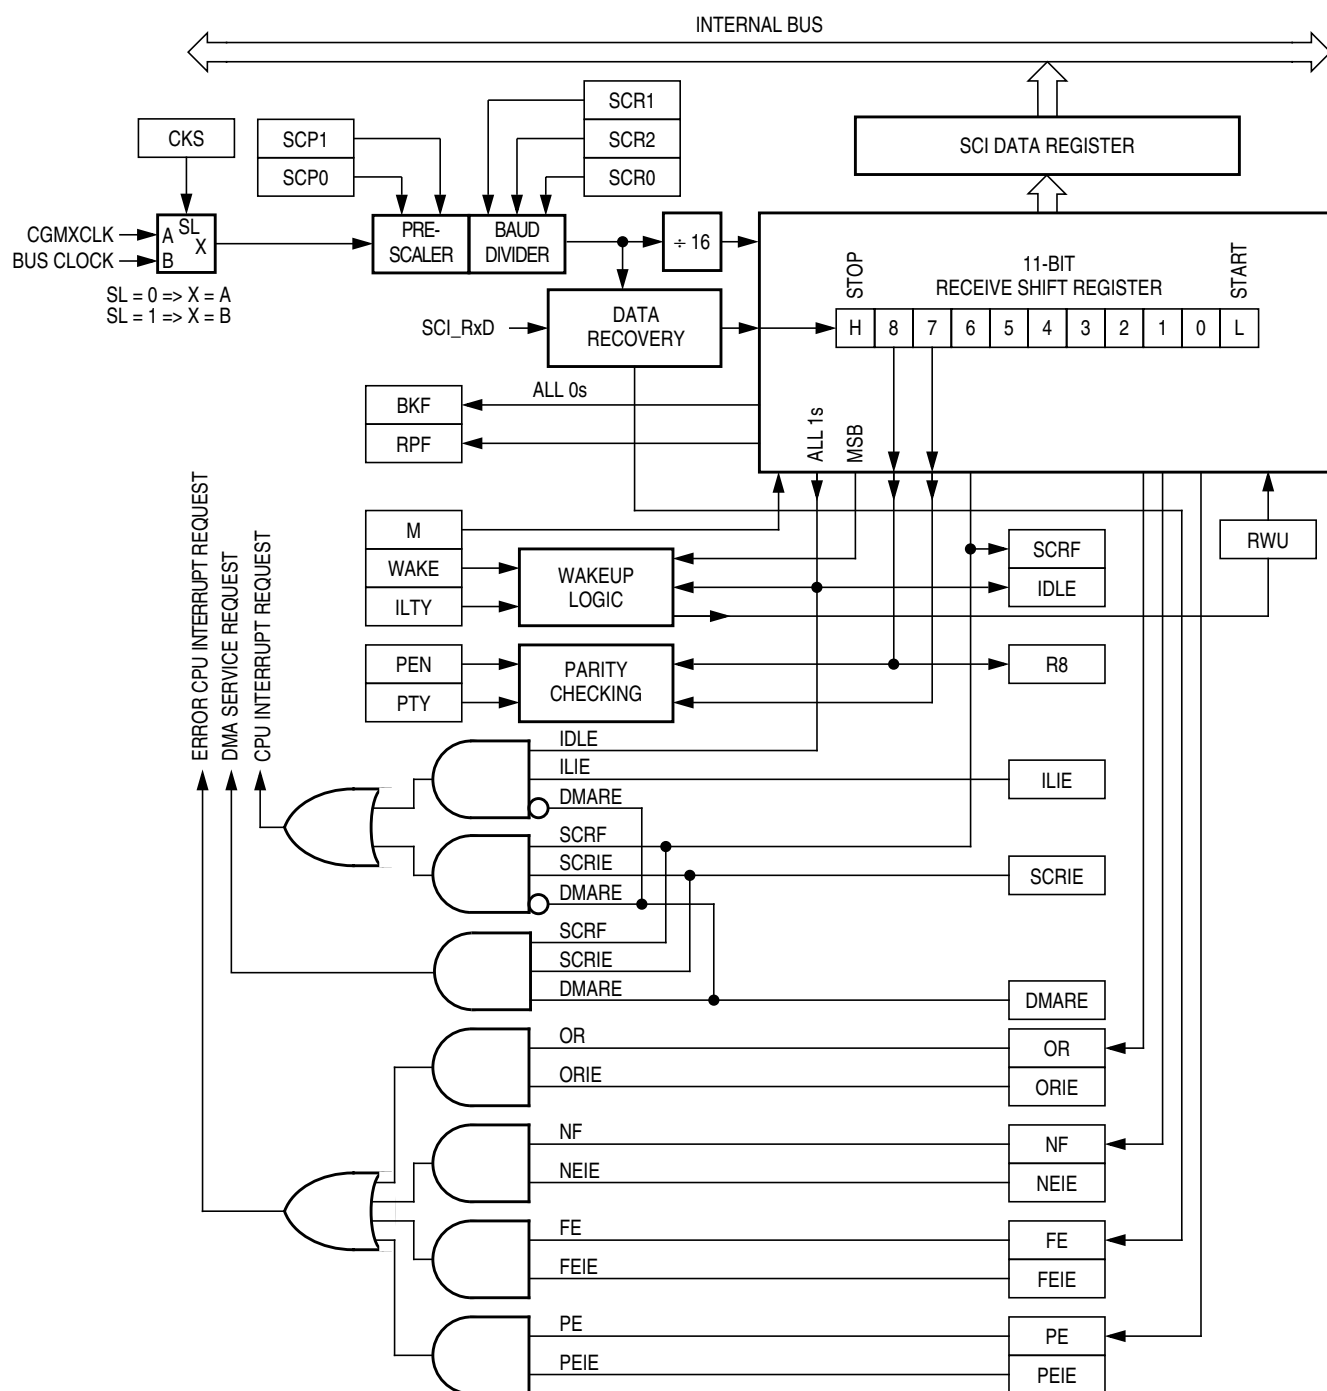 INTERNAL BUS
SCR1
SCR2
SCR0
CKS
SCP1
SCP0
SCI DATA REGISTER
CGMXCLK
BUS CLOCK
A SL
X
B
SL = 0 => X = A
SL = 1 => X = B
PRE-
SCALER
BAUD
DIVIDER
÷ 16
DATA
RECOVERY
SCI_RxD
STOP
11-BIT
RECEIVE SHIFT REGISTER
START
H 8 7 6 5 4 3 2 1 0 L
ALL 0s
BKF
RPF
ALL 1s
MSB
M
WAKE
ILTY
WAKEUP
LOGIC
SCRF
IDLE
RWU
PEN
PTY
PARITY
CHECKING
R8
ERROR CPU INTERRUPT REQUEST
DMA SERVICE REQUEST
CPU INTERRUPT REQUEST
IDLE
ILIE
ILIE
DMARE
SCRF
SCRIE
SCRIE
DMARE
SCRF
SCRIE
DMARE
DMARE
OR
OR
ORIE
ORIE
NF
NF
NEIE
NEIE
FE
FE
FEIE
FEIE
PE
PE
PEIE
PEIE